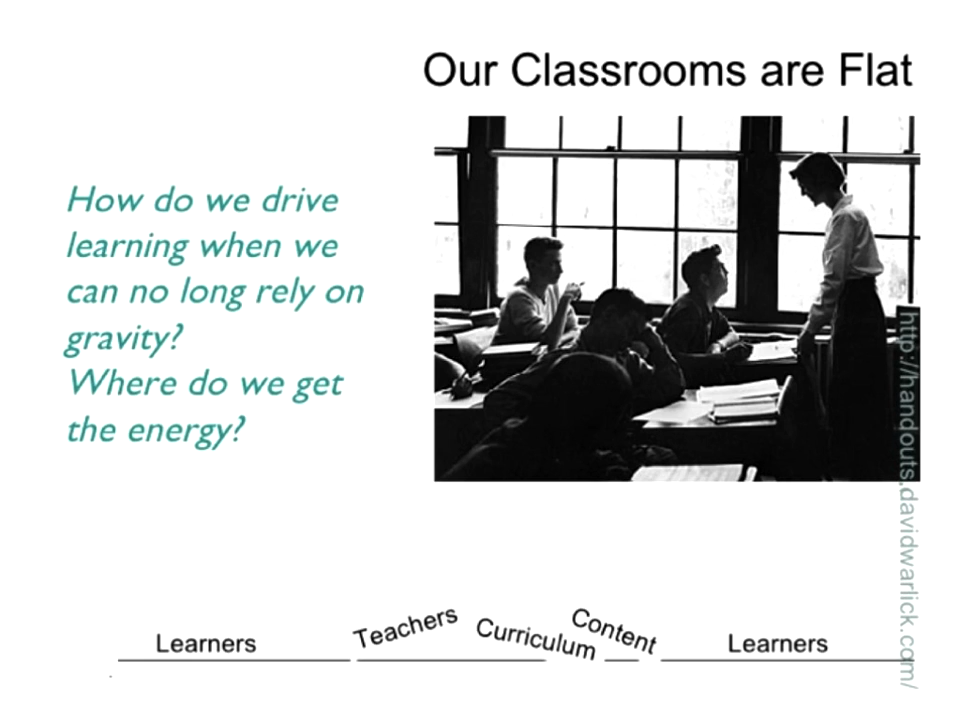 Our Classrooms are Flat
How do we drive
learning when we
can no long rely on
gravity?
Where do we get
the energy?
http://handouts.davidwarlick.com/
Learners
Teachers
Curriculum
Content
Learners